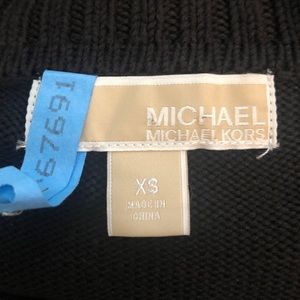 MICHAEL
MICHAEL KORS
XS
MADE IN
CHINA
67691